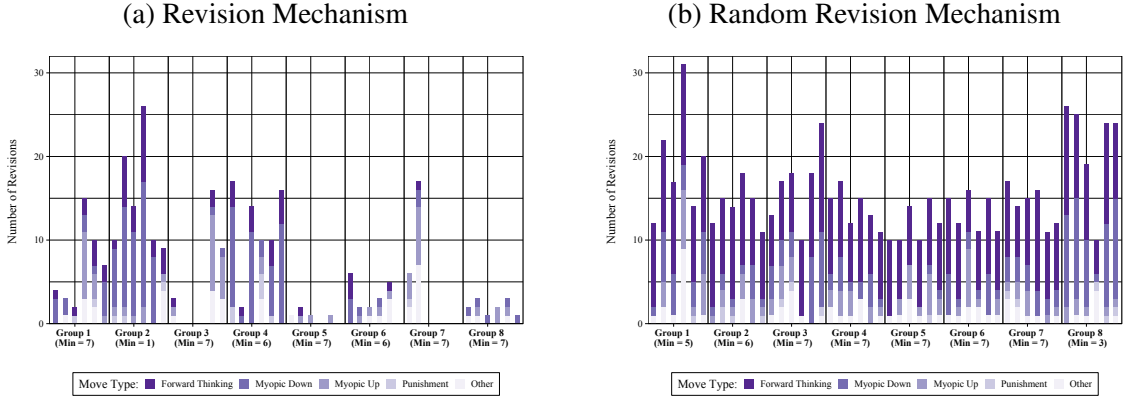 (a) Revision Mechanism
(b) Random Revision Mechanism
Number of Revisions
30
20
10
0
Group 1 Group 2 Group 3 Group 4 Group 5 Group 6 Group 7 Group 8
(Min = 7) (Min = 1) (Min = 7) (Min = 6) (Min = 7) (Min = 6) (Min = 7) (Min = 7)
Move Type: Forward Thinking Myopic Down Myopic Up Punishment Other
Number of Revisions
30
20
10
0
Group 1 Group 2 Group 3 Group 4 Group 5 Group 6 Group 7 Group 8
(Min = 5) (Min = 6) (Min = 7) (Min = 7) (Min = 7) (Min = 7) (Min = 7) (Min = 3)
Move Type: Forward Thinking Myopic Down Myopic Up Punishment Other